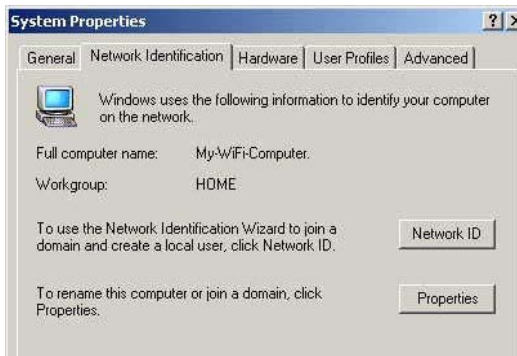 System Properties
General Network Identification Hardware User Profiles Advanced
Windows uses the following information to identify your computer
on the network.
Full computer name: My-WiFi-Computer.
Workgroup: HOME
To use the Network Identification Wizard to join a
domain and create a local user, click Network ID.
Network ID
To rename this computer or join a domain, click
Properties.
Properties